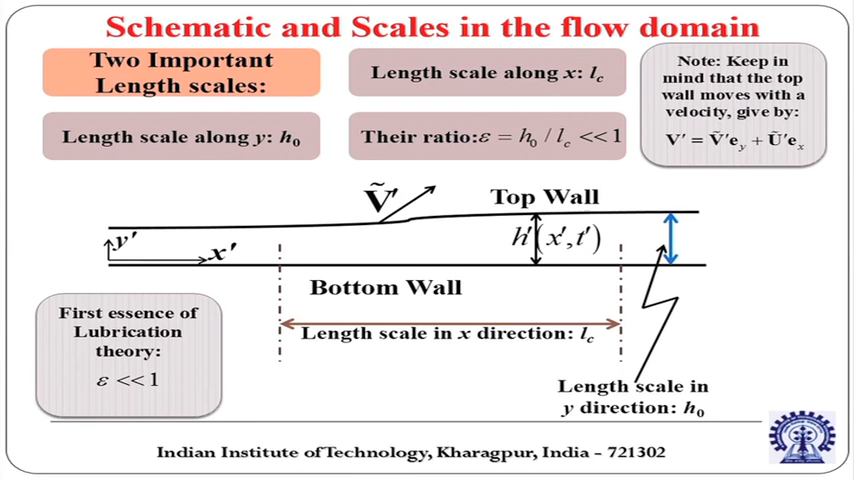 Schematic and Scales in the flow domain
Two Important
Length scales:
Length scale along x: l_c
Length scale along y: h_0
Their ratio: ε = h_0 / l_c << 1
Note: Keep in
mind that the top
wall moves with a
velocity, give by:
V′ = Ṽ′e_y + Ũ′e_x
Ṽ′
Top Wall
y′
x′
h′(x′,t′)
Bottom Wall
First essence of
Lubrication
theory:
ε << 1
Length scale in x direction: l_c
Length scale in
y direction: h_0
Indian Institute of Technology, Kharagpur, India - 721302